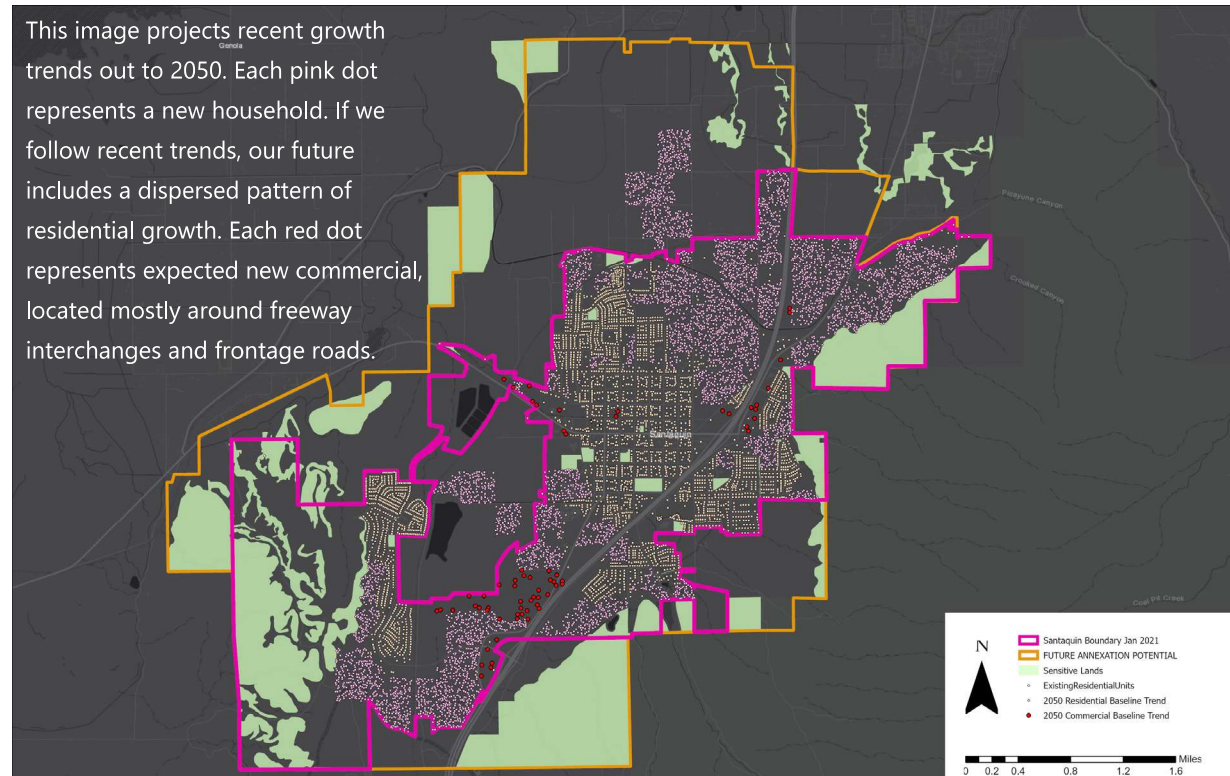 This image projects recent growth
trends out to 2050. Each pink dot
represents a new household. If we
follow recent trends, our future
includes a dispersed pattern of
residential growth. Each red dot
represents expected new commercial,
located mostly around freeway
interchanges and frontage roads.
Genola
Picayune Canyon
Crooked Canyon
Santaquin
Coal Pit Creek
N
Santaquin Boundary Jan 2021
FUTURE ANNEXATION POTENTIAL
Sensitive Lands
ExistingResidentialUnits
2050 Residential Baseline Trend
2050 Commercial Baseline Trend
Miles
0 0.2 0.4 0.8 1.2 1.6